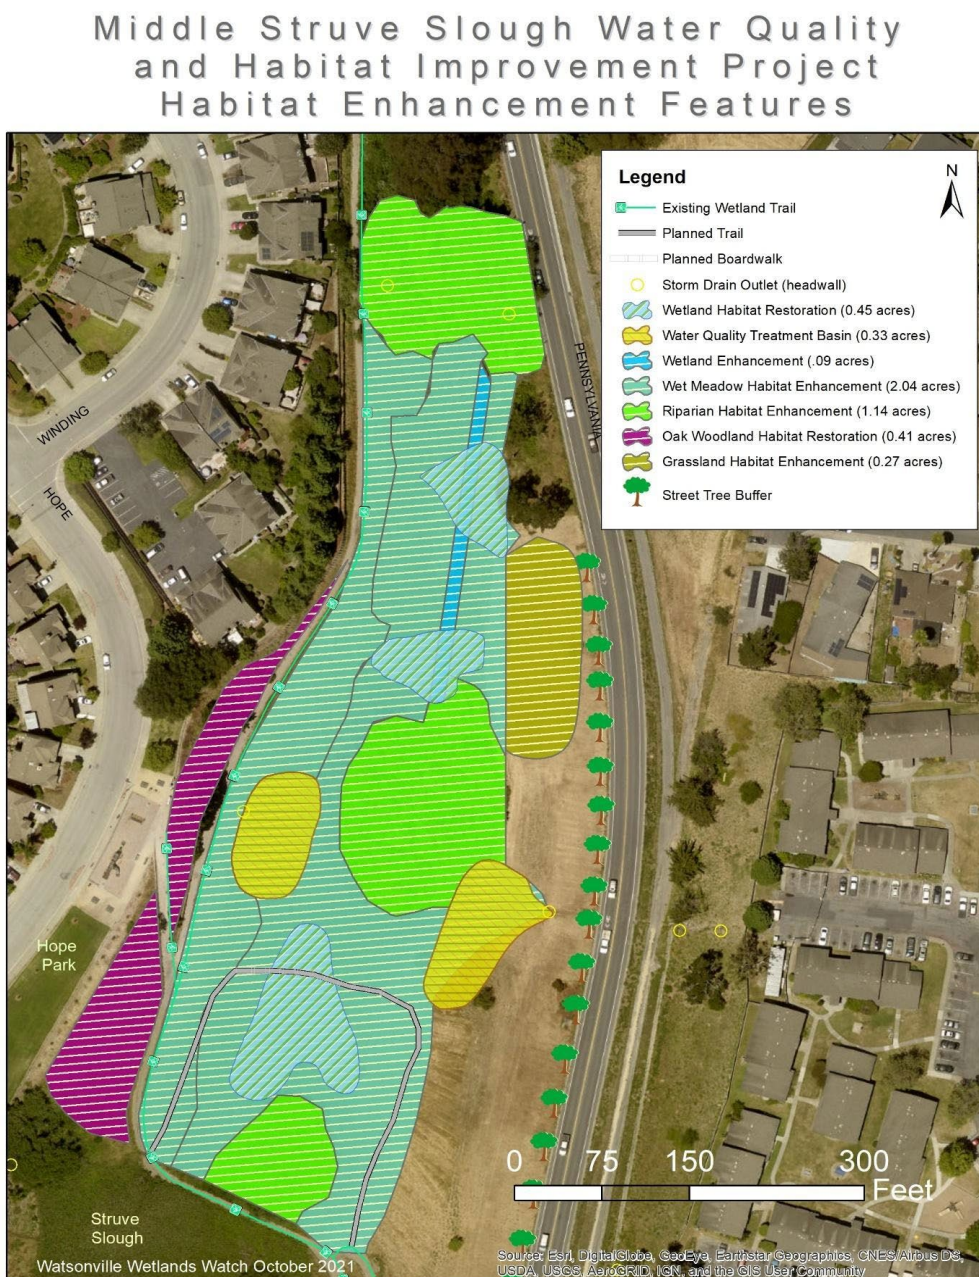 Middle Struve Slough Water Quality
and Habitat Improvement Project
Habitat Enhancement Features
Legend
N
Existing Wetland Trail
Planned Trail
Planned Boardwalk
Storm Drain Outlet (headwall)
Wetland Habitat Restoration (0.45 acres)
Water Quality Treatment Basin (0.33 acres)
Wetland Enhancement (.09 acres)
Wet Meadow Habitat Enhancement (2.04 acres)
Riparian Habitat Enhancement (1.14 acres)
Oak Woodland Habitat Restoration (0.41 acres)
Grassland Habitat Enhancement (0.27 acres)
Street Tree Buffer
PENNSYLVANIA
WINDING
HOPE
Hope
Park
0 75 150 300
Feet
Struve
Slough
Watsonville Wetlands Watch October 2021
Source: Esri, DigitalGlobe, GeoEye, Earthstar Geographics, CNES/Airbus DS,
USDA, USGS, AeroGRID, IGN, and the GIS User Community